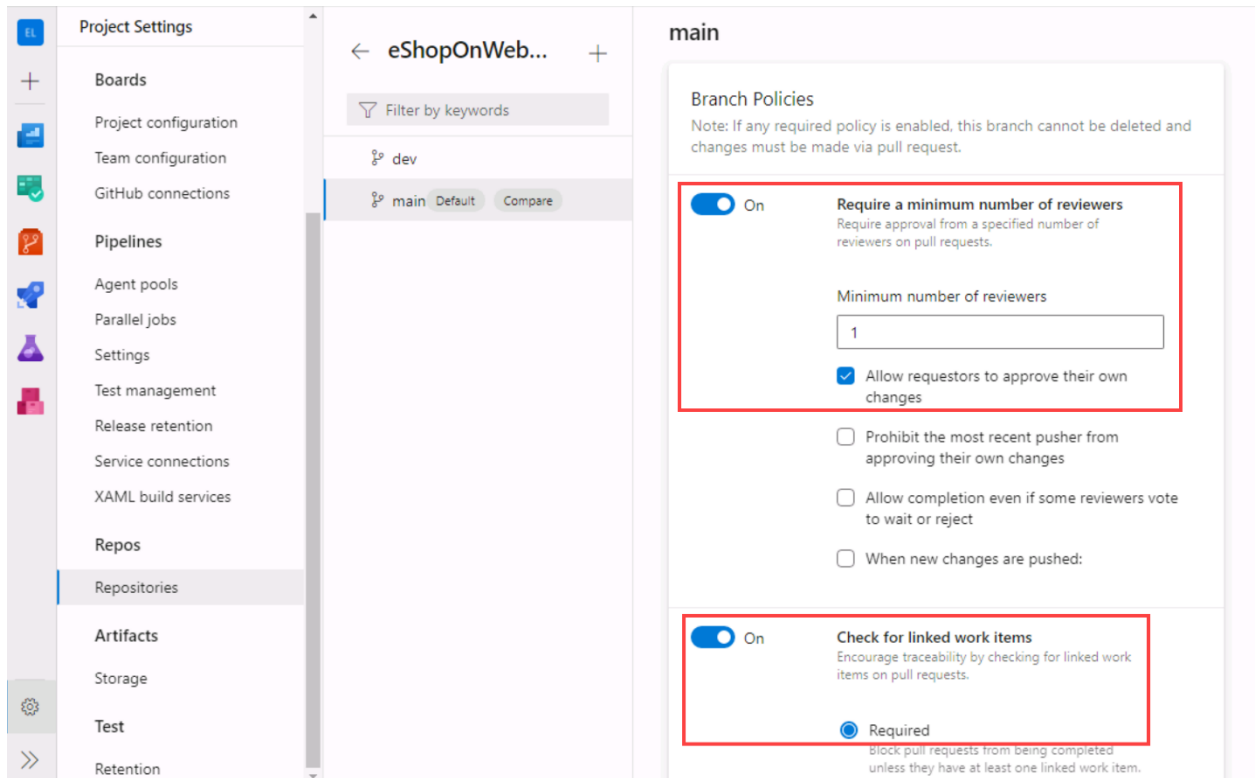 EL
Project Settings
Boards
Project configuration
Team configuration
GitHub connections
Pipelines
Agent pools
Parallel jobs
Settings
Test management
Release retention
Service connections
XAML build services
Repos
Repositories
Artifacts
Storage
Test
Retention
eShopOnWeb...
Filter by keywords
dev
main Default Compare
main
Branch Policies
Note: If any required policy is enabled, this branch cannot be deleted and
changes must be made via pull request.
On
Require a minimum number of reviewers
Require approval from a specified number of
reviewers on pull requests.
Minimum number of reviewers
1
Allow requestors to approve their own
changes
Prohibit the most recent pusher from
approving their own changes
Allow completion even if some reviewers vote
to wait or reject
When new changes are pushed:
On
Check for linked work items
Encourage traceability by checking for linked work
items on pull requests.
Required
Block pull requests from being completed
unless they have at least one linked work item.